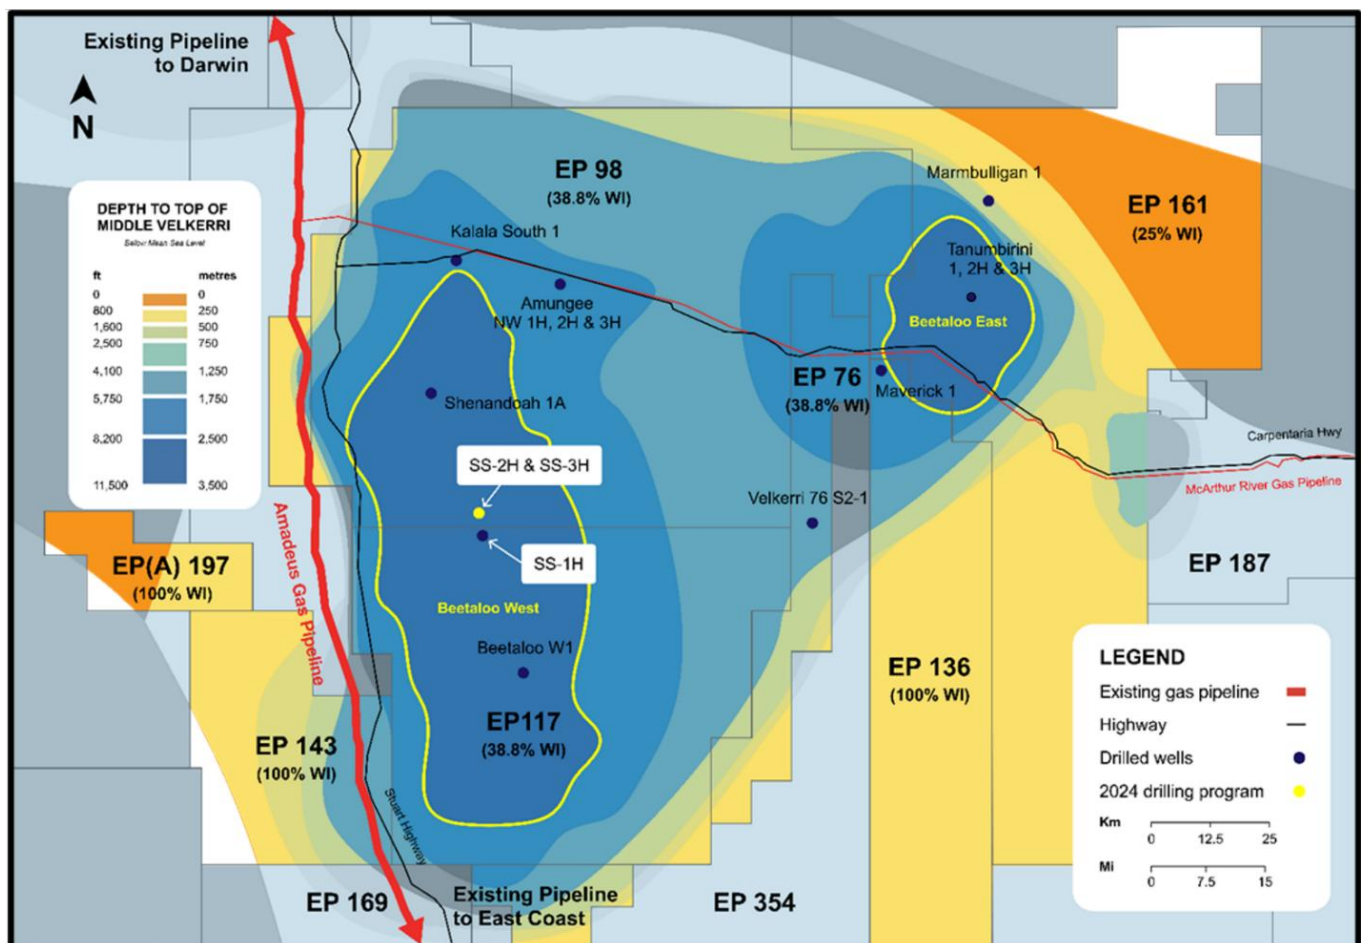 Existing Pipeline
to Darwin
N
DEPTH TO TOP OF
MIDDLE VELKERRI
Below Mean Sea Level
ft metres
0 0
800 250
1,600 500
2,500 750
4,100 1,250
5,750 1,750
8,200 2,500
11,500 3,500
EP 98
(38.8% WI)
Marmbulligan 1
EP 161
(25% WI)
Kalala South 1
Tanumbirini
1, 2H & 3H
Amungee
NW 1H, 2H & 3H
Beetaloo East
EP 76
(38.8% WI)
Maverick 1
Shenandoah 1A
Carpentaria Hwy
McArthur River Gas Pipeline
SS-2H & SS-3H
Velkerri 76 S2-1
SS-1H
Amadeus Gas Pipeline
EP(A) 197
(100% WI)
EP 187
Beetaloo West
Beetaloo W1
EP117
(38.8% WI)
EP 136
(100% WI)
EP 143
(100% WI)
Stuart Highway
LEGEND
Existing gas pipeline
Highway
Drilled wells
2024 drilling program
Km
0 12.5 25
Mi
0 7.5 15
EP 169
Existing Pipeline
to East Coast
EP 354